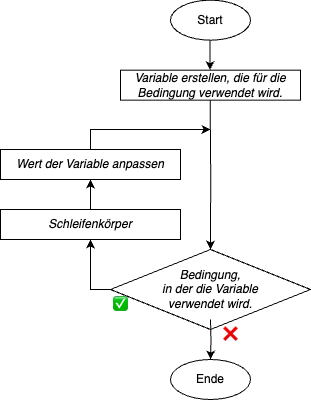 Start
Variable erstellen, die für die
Bedingung verwendet wird.
Wert der Variable anpassen
Schleifenkörper
Bedingung,
in der die Variable
verwendet wird.
Ende